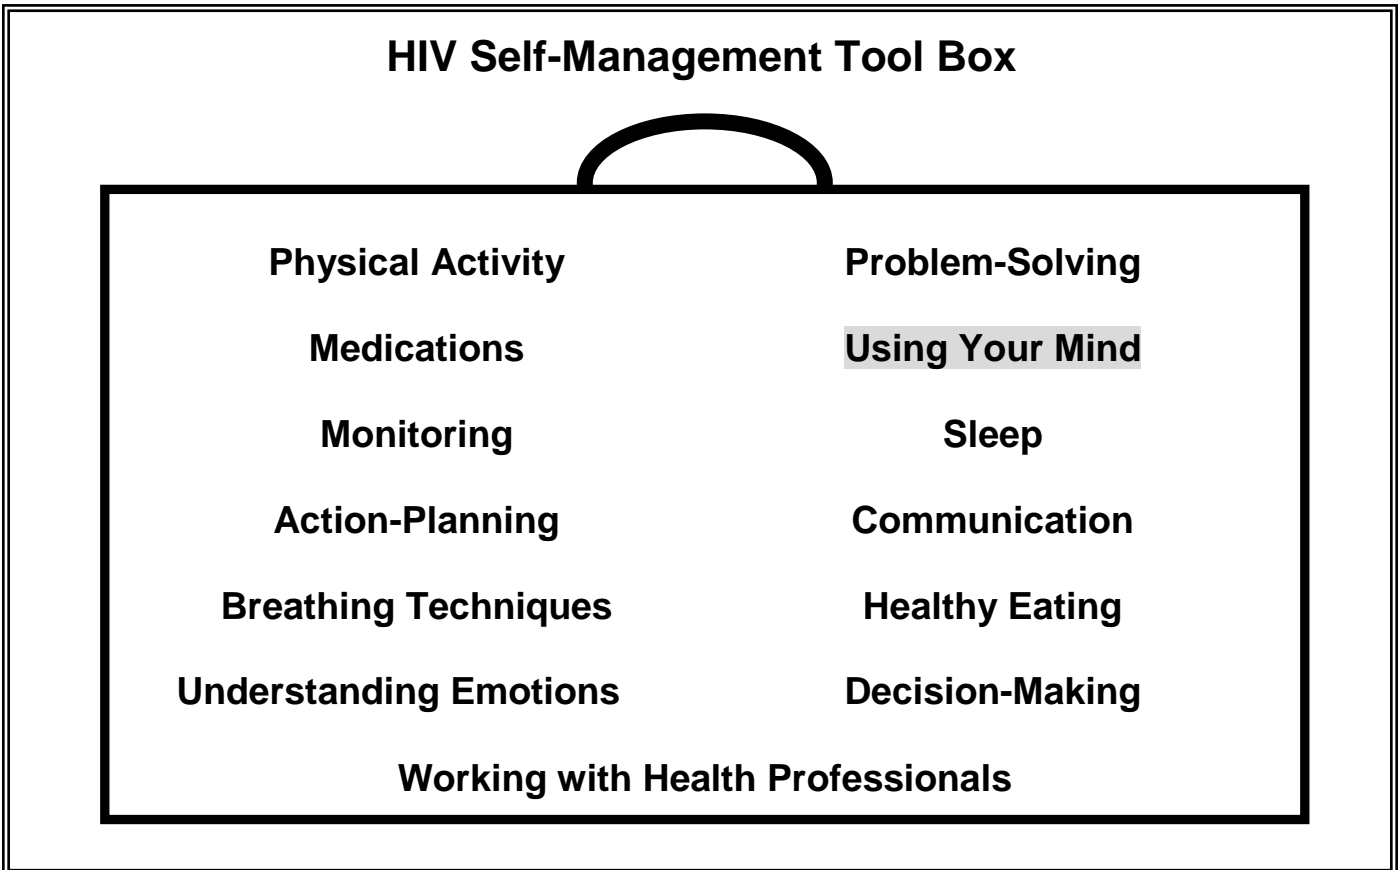 HIV Self-Management Tool Box
Physical Activity Problem-Solving
Medications Using Your Mind
Monitoring Sleep
Action-Planning Communication
Breathing Techniques Healthy Eating
Understanding Emotions Decision-Making
Working with Health Professionals